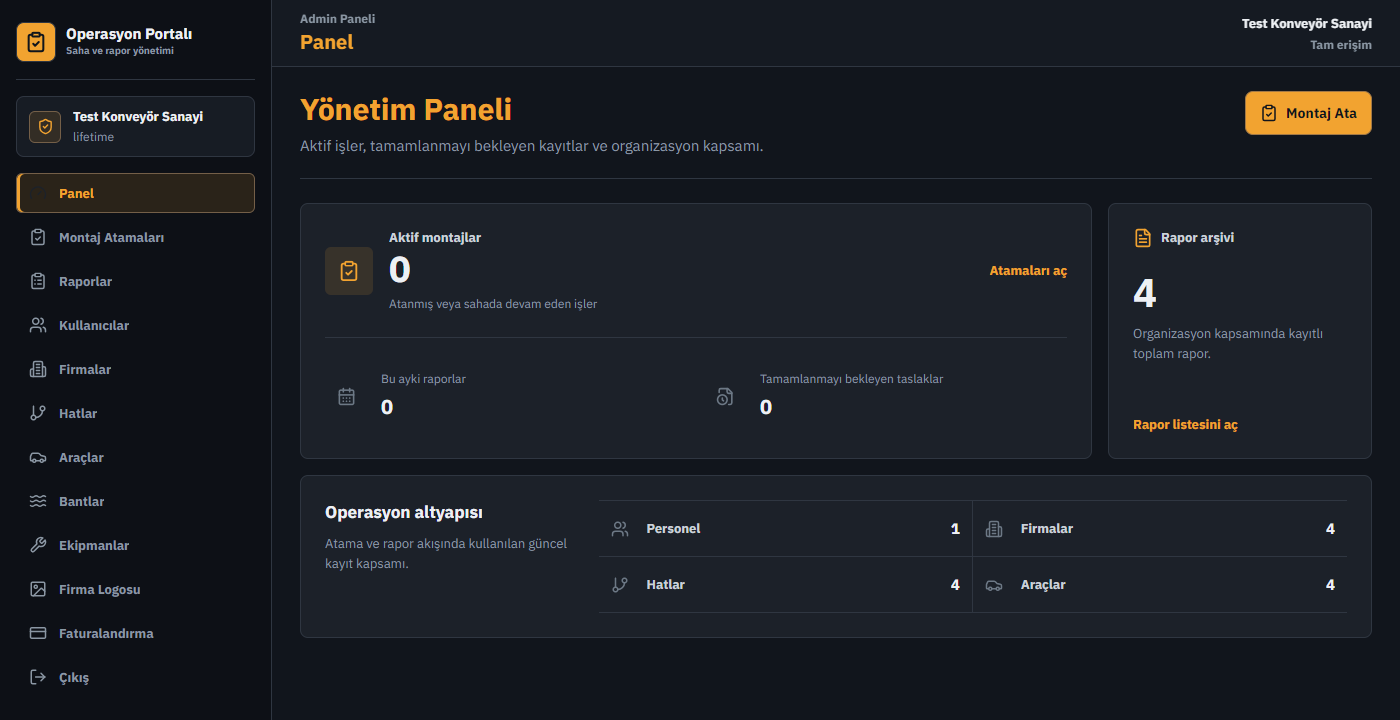 Operasyon Portalı
Saha ve rapor yönetimi
Test Konveyör Sanayi
lifetime
Panel
Montaj Atamaları
Raporlar
Kullanıcılar
Firmalar
Hatlar
Araçlar
Bantlar
Ekipmanlar
Firma Logosu
Faturalandırma
Çıkış
Admin Paneli
Panel
Test Konveyör Sanayi
Tam erişim
Yönetim Paneli
Aktif işler, tamamlanmayı bekleyen kayıtlar ve organizasyon kapsamı.
Montaj Ata
Aktif montajlar
0
Atanmış veya sahada devam eden işler
Atamaları aç
Bu ayki raporlar
0
Tamamlanmayı bekleyen taslaklar
0
Rapor arşivi
4
Organizasyon kapsamında kayıtlı
toplam rapor.
Rapor listesini aç
Operasyon altyapısı
Atama ve rapor akışında kullanılan güncel
kayıt kapsamı.
Personel 1
Firmalar 4
Hatlar 4
Araçlar 4